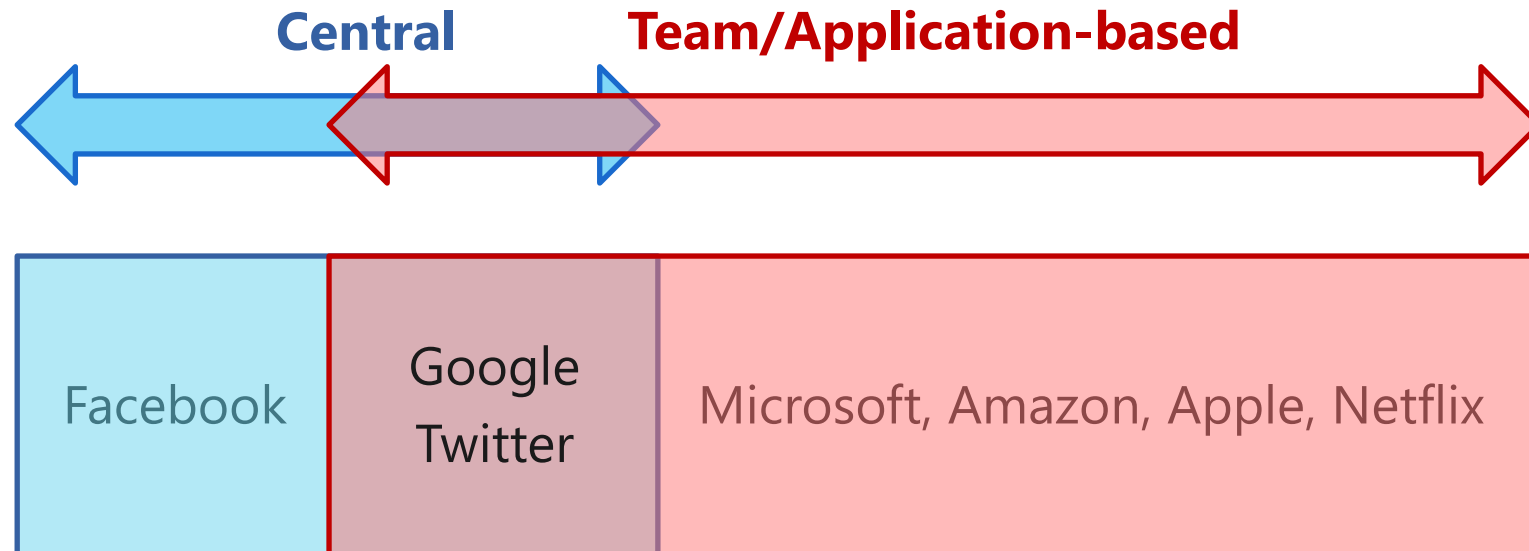 Central
Team/Application-based
Facebook
Google
Twitter
Microsoft, Amazon, Apple, Netflix